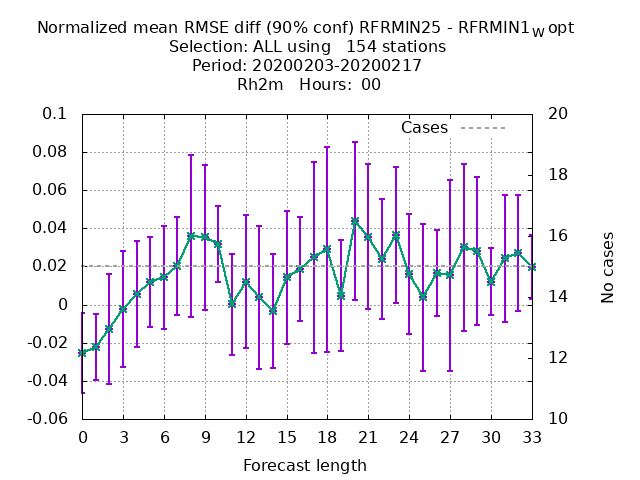 Normalized mean RMSE diff (90% conf) RFRMIN25 - RFRMIN1_W opt
Selection: ALL using   154 stations
Period: 20200203-20200217
Rh2m   Hours:  00
0.1
0.08
0.06
0.04
0.02
0
-0.02
-0.04
-0.06
Cases
20
18
16
14
12
10
No cases
0 3 6 9 12 15 18 21 24 27 30 33
Forecast length